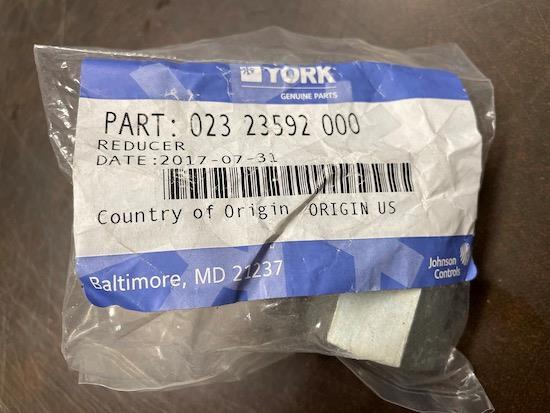 YORK
GENUINE PARTS
PART: 023 23592 000
REDUCER
DATE:2017-07-31
Country of Origin ORIGIN US
Baltimore, MD 21237
Johnson
Controls